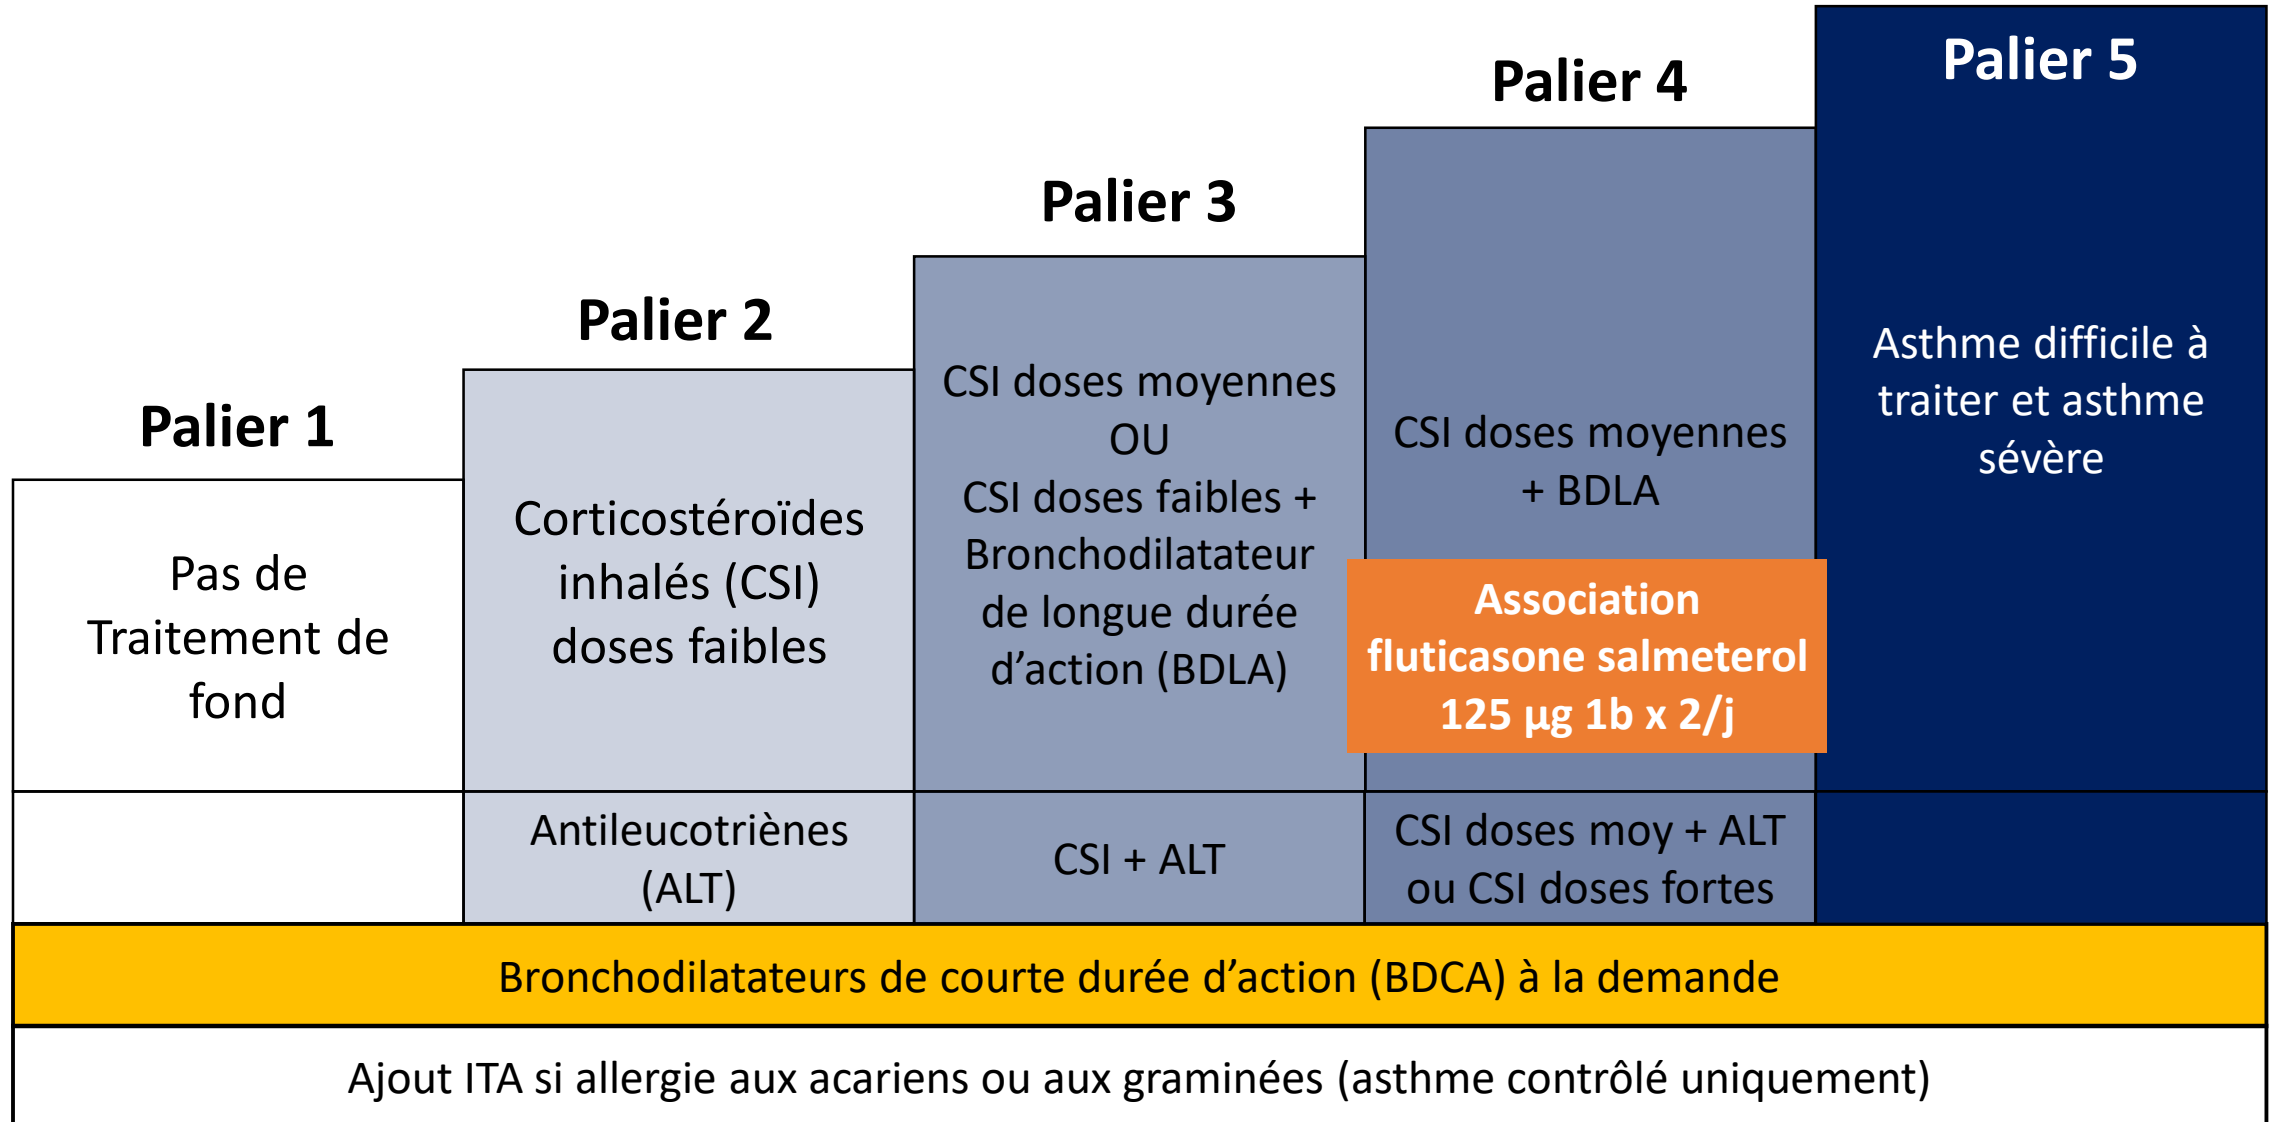 Palier 1
Pas de
Traitement de
fond
Palier 2
Corticostéroïdes
inhalés (CSI)
doses faibles
Antileucotriènes
(ALT)
Palier 3
CSI doses moyennes
OU
CSI doses faibles +
Bronchodilatateur
de longue durée
d’action (BDLA)
CSI + ALT
Palier 4
CSI doses moyennes
+ BDLA
Association
fluticasone salmeterol
125 µg 1b x 2/j
CSI doses moy + ALT
ou CSI doses fortes
Palier 5
Asthme difficile à
traiter et asthme
sévère
Bronchodilatateurs de courte durée d’action (BDCA) à la demande
Ajout ITA si allergie aux acariens ou aux graminées (asthme contrôlé uniquement)